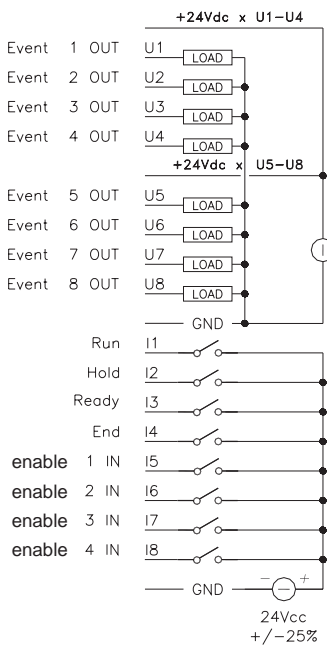 +24Vdc x U1-U4
Event 1 OUT U1 LOAD
Event 2 OUT U2 LOAD
Event 3 OUT U3 LOAD
Event 4 OUT U4 LOAD
+24Vdc x U5-U8
Event 5 OUT U5 LOAD
Event 6 OUT U6 LOAD
Event 7 OUT U7 LOAD
Event 8 OUT U8 LOAD
GND
Run I1
Hold I2
Ready I3
End I4
enable 1 IN I5
enable 2 IN I6
enable 3 IN I7
enable 4 IN I8
GND - +
24Vcc
+/-25%